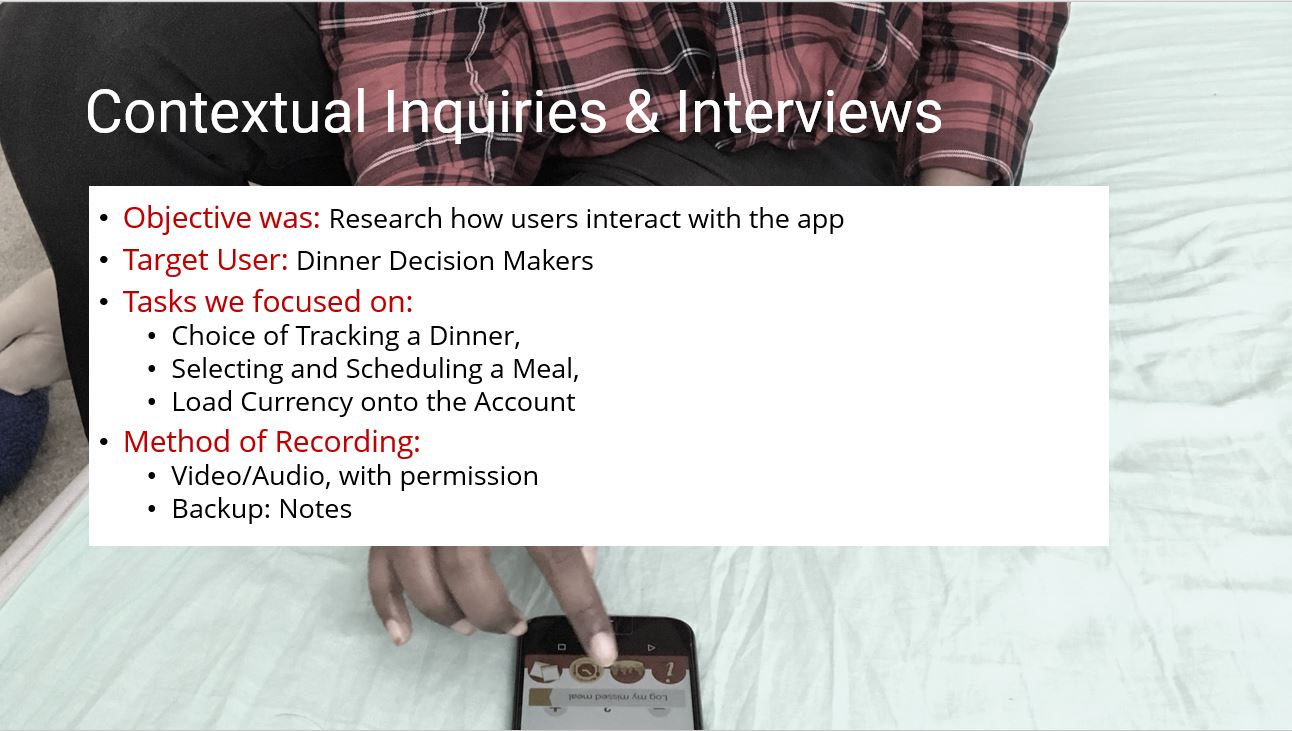 Contextual Inquiries & Interviews
• Objective was: Research how users interact with the app
• Target User: Dinner Decision Makers
• Tasks we focused on:
• Choice of Tracking a Dinner,
• Selecting and Scheduling a Meal,
• Load Currency onto the Account
• Method of Recording:
• Video/Audio, with permission
• Backup: Notes
Log my missed meal